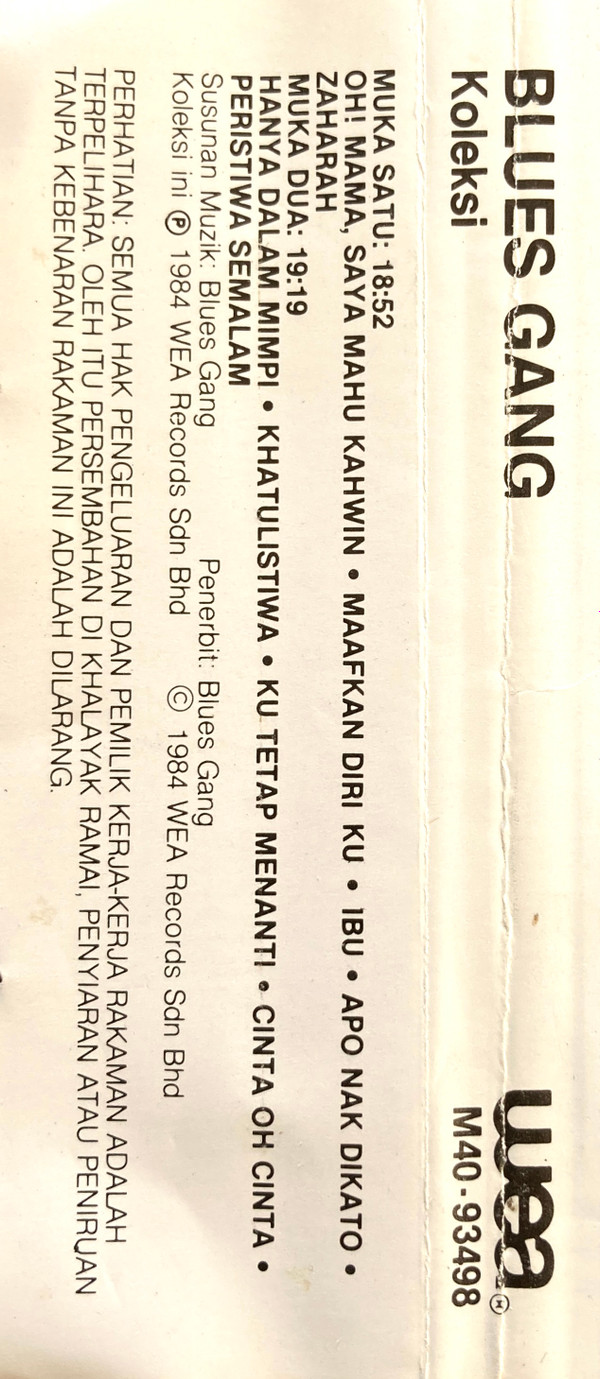 BLUES GANG
Koleksi
wea®
M40-93498
MUKA SATU: 18:52
OH! MAMA, SAYA MAHU KAHWIN • MAAFKAN DIRI KU • IBU • APO NAK DIKATO •
ZAHARAH
MUKA DUA: 19:19
HANYA DALAM MIMPI • KHATULISTIWA • KU TETAP MENANTI • CINTA OH CINTA •
PERISTIWA SEMALAM
Susunan Muzik: Blues Gang Penerbit: Blues Gang
Koleksi ini ℗ 1984 WEA Records Sdn Bhd © 1984 WEA Records Sdn Bhd
PERHATIAN: SEMUA HAK PENGELUARAN DAN PEMILIK KERJA-KERJA RAKAMAN ADALAH
TERPELIHARA. OLEH ITU PERSEMBAHAN DI KHALAYAK RAMAI, PENYIARAN ATAU PENIRUAN
TANPA KEBENARAN RAKAMAN INI ADALAH DILARANG.